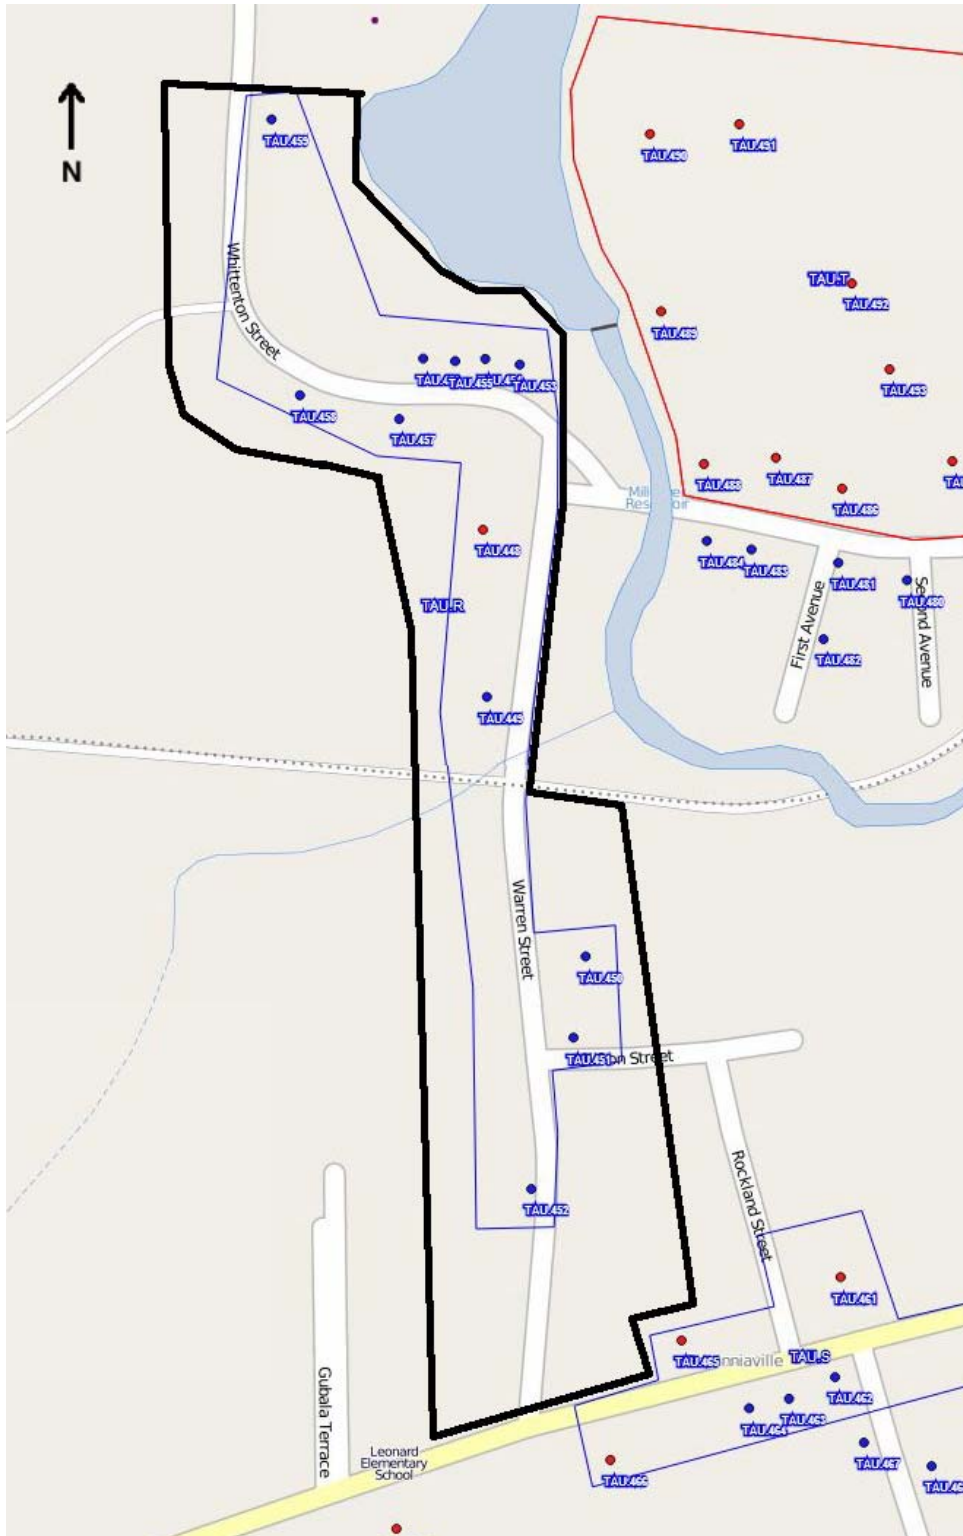 N
TAU.490
TAU.491
TAU.459
TAU.T
TAU.492
TAU.489
Whittenton Street
TAU.455
TAU.453
TAU.493
TAU.458
TAU.457
TAU.488
TAU.487
TAU.486
TAU.448
TAU.484
TAU.483
TAU.481
TAU.480
TAU.R
First Avenue
Second Avenue
TAU.482
TAU.449
Warren Street
TAU.450
TAU.451
Street
TAU.452
Rockland Street
TAU.461
TAU.465
TAU.S
TAU.462
TAU.463
TAU.464
Gubala Terrace
Leonard
Elementary
School
TAU.467
TAU.466